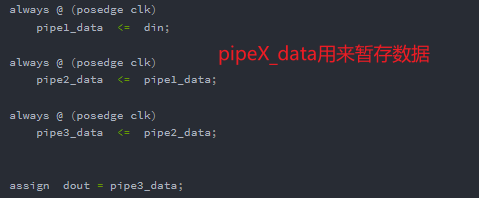 always @ (posedge clk)
pipe1_data <= din;
pipeX_data用来暂存数据
always @ (posedge clk)
pipe2_data <= pipe1_data;
always @ (posedge clk)
pipe3_data <= pipe2_data;
assign dout = pipe3_data;